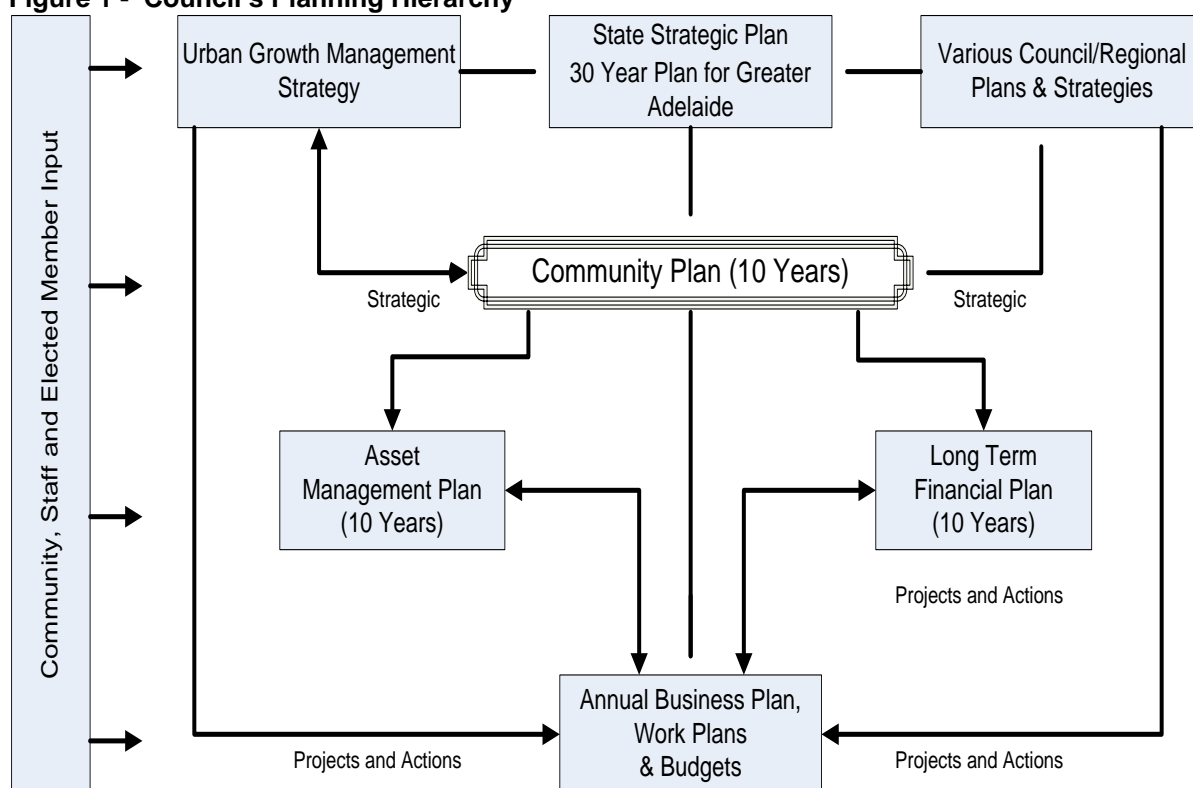 Figure 1 - Council's Planning Hierarchy
Community, Staff and Elected Member Input
Urban Growth Management
Strategy
State Strategic Plan
30 Year Plan for Greater
Adelaide
Various Council/Regional
Plans & Strategies
Community Plan (10 Years)
Strategic
Strategic
Asset
Management Plan
(10 Years)
Long Term
Financial Plan
(10 Years)
Projects and Actions
Annual Business Plan,
Work Plans
& Budgets
Projects and Actions
Projects and Actions